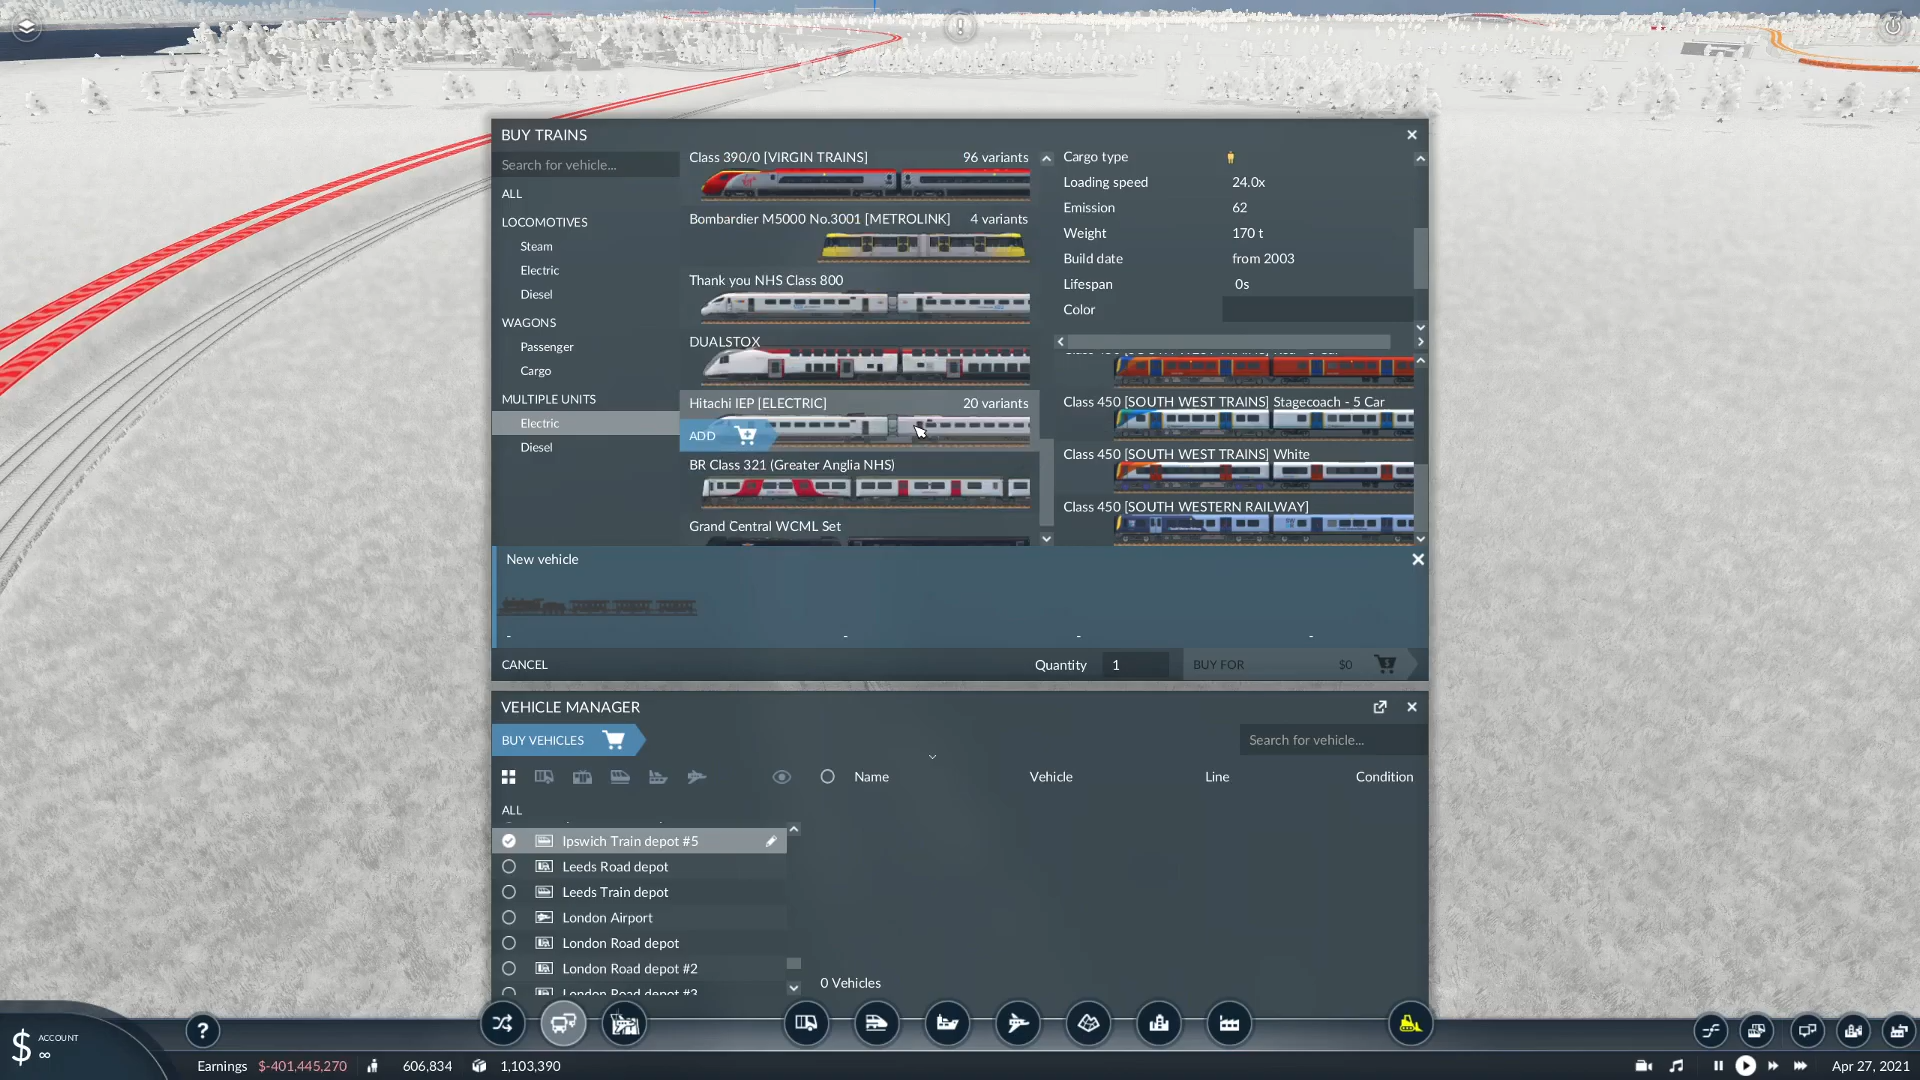 BUY TRAINS
Search for vehicle...
ALL
LOCOMOTIVES
Steam
Electric
Diesel
WAGONS
Passenger
Cargo
MULTIPLE UNITS
Electric
Diesel
Class 390/0 [VIRGIN TRAINS] 96 variants
Bombardier M5000 No.3001 [METROLINK] 4 variants
Thank you NHS Class 800
DUALSTOX
Hitachi IEP [ELECTRIC] 20 variants
ADD
BR Class 321 (Greater Anglia NHS)
Grand Central WCML Set
Cargo type
Loading speed 24.0x
Emission 62
Weight 170 t
Build date from 2003
Lifespan 0s
Color
Class 450 [SOUTH WEST TRAINS] Stagecoach - 5 Car
Class 450 [SOUTH WEST TRAINS] White
Class 450 [SOUTH WESTERN RAILWAY]
New vehicle
- - - -
CANCEL
Quantity 1
BUY FOR $0
VEHICLE MANAGER
BUY VEHICLES
Search for vehicle...
Name Vehicle Line Condition
ALL
Ipswich Train depot #5
Leeds Road depot
Leeds Train depot
London Airport
London Road depot
London Road depot #2
London Road depot #3
0 Vehicles
$ ACCOUNT
∞
?
Earnings $-401,445,270 606,834 1,103,390
Apr 27, 2021